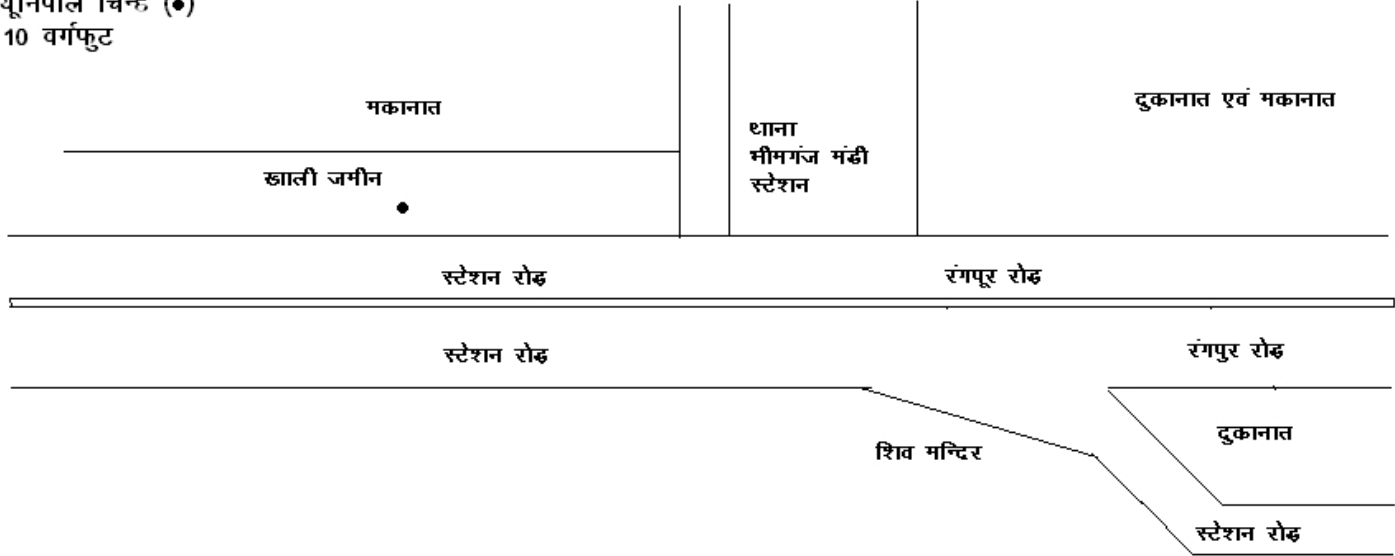 चिन्ह (●)
10 वर्गफुट
मकानात
दुकानात एवं मकानात
थाना
भीमगंज मंडी
स्टेशन
खाली जमीन
स्टेशन रोड
रंगपूर रोड
स्टेशन रोड
रंगपुर रोड
दुकानात
शिव मन्दिर
स्टेशन रोड